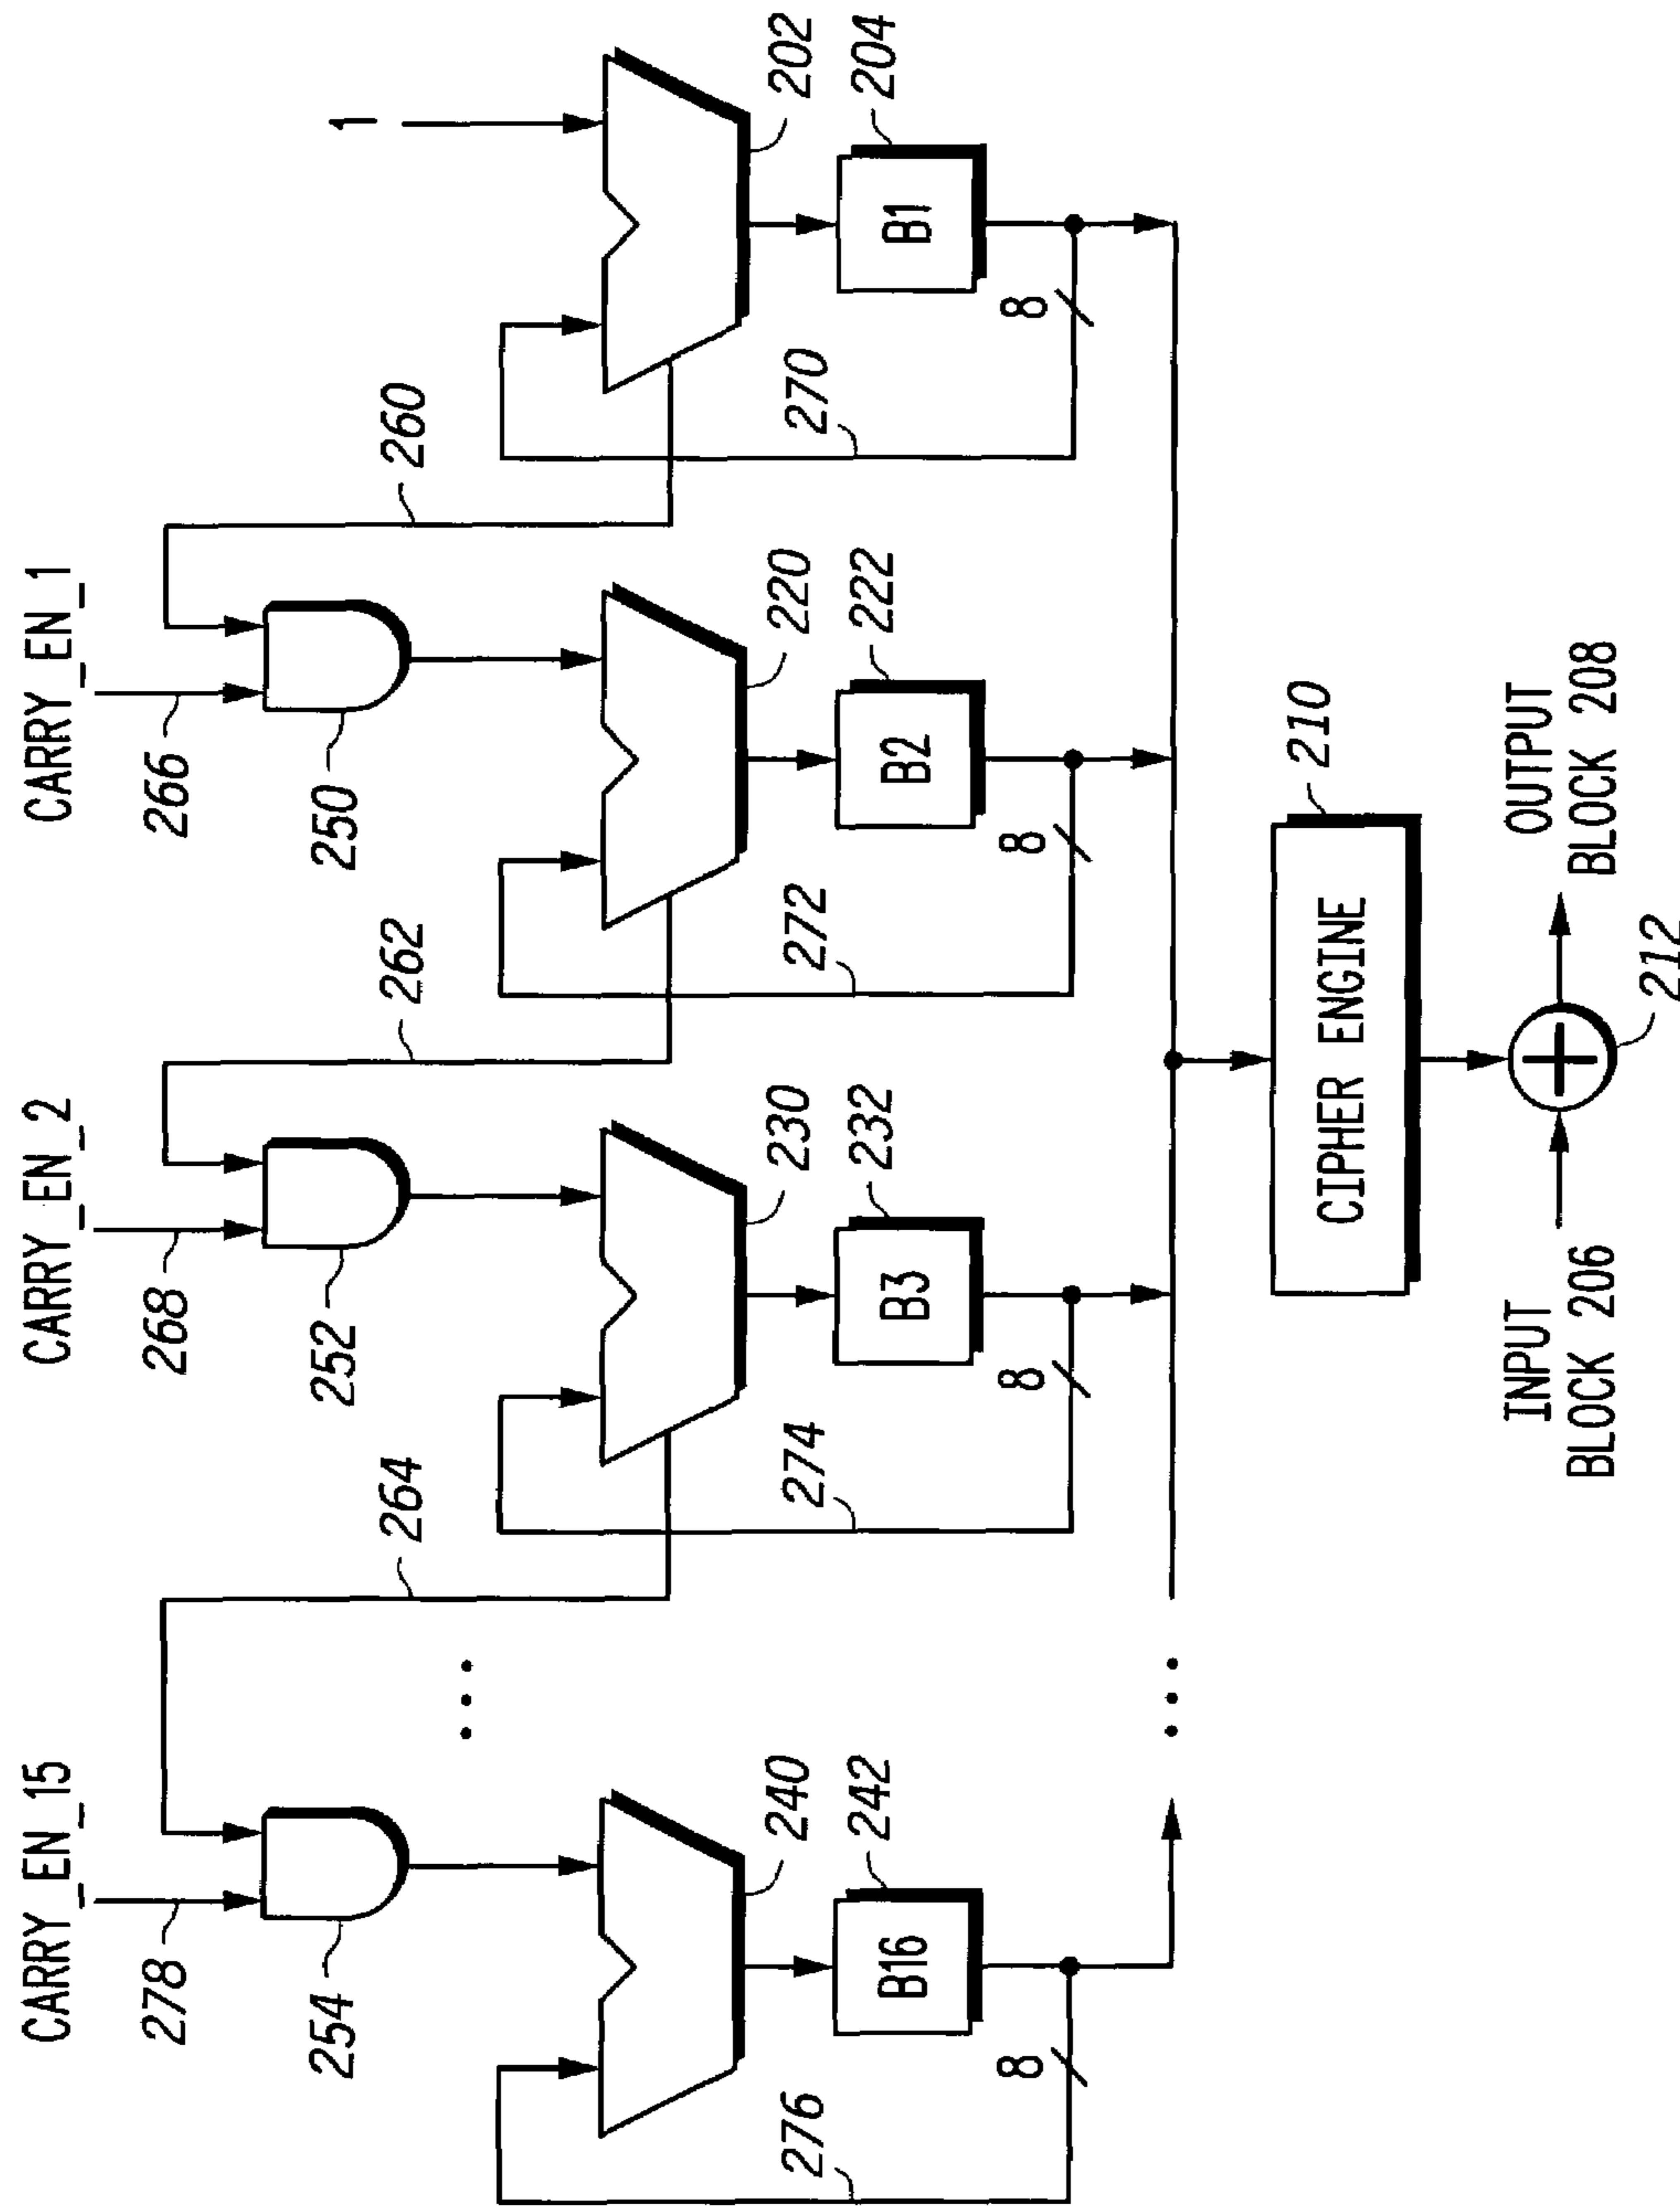 CARRY_EN_15
CARRY_EN_2
CARRY_EN_1
278
264
268
262
266
260
1
254
252
250
276
240
274
230
272
220
270
202
B16
242
B3
232
B2
222
B1
204
8
8
8
8
CIPHER ENGINE
210
INPUT
BLOCK 206
OUTPUT
BLOCK 208
212